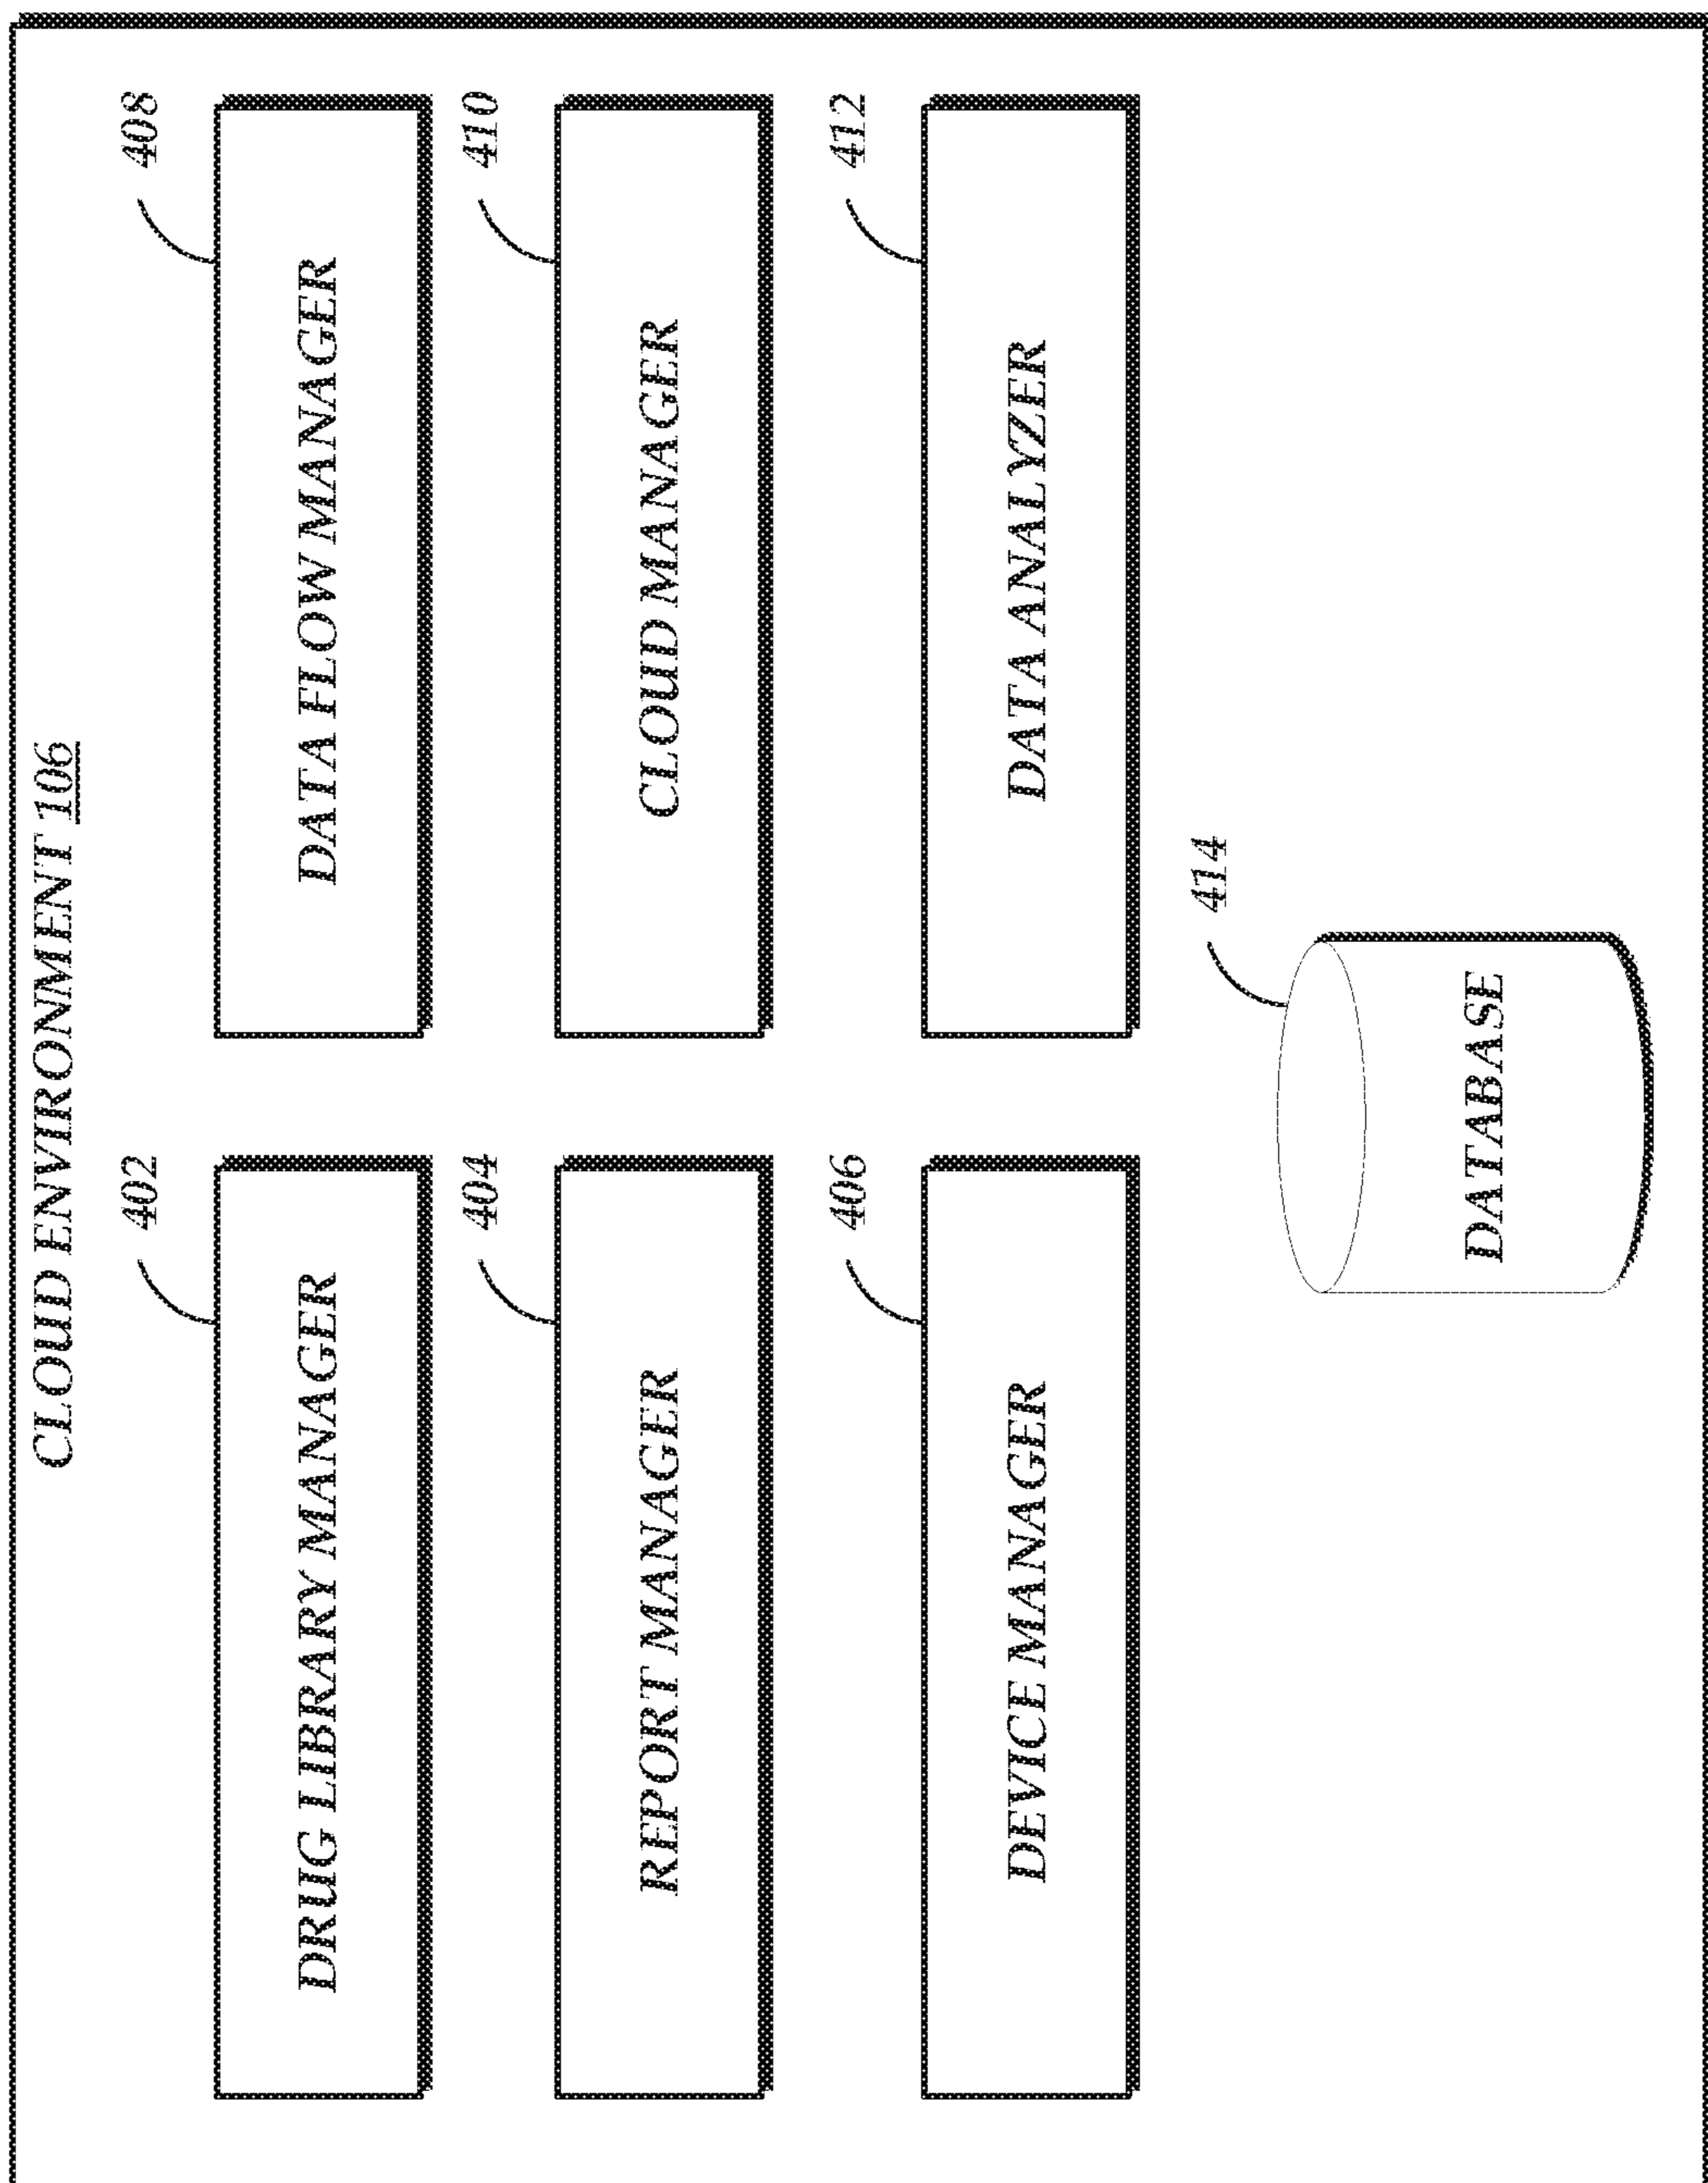 CLOUD ENVIRONMENT 106
402
DRUG LIBRARY MANAGER
408
DATA FLOW MANAGER
404
REPORT MANAGER
410
CLOUD MANAGER
406
DEVICE MANAGER
412
DATA ANALYZER
414
DATABASE